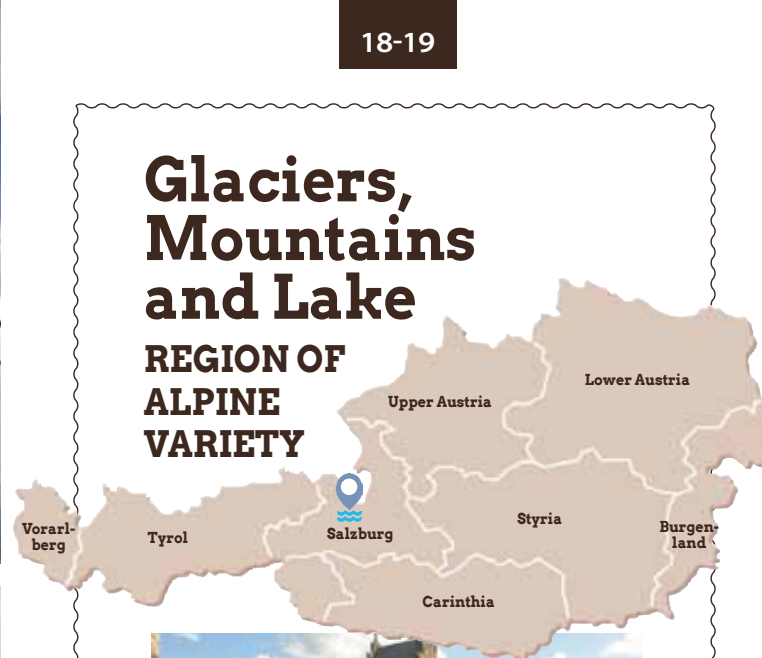 18-19
Glaciers,
Mountains
and Lake
REGION OF
ALPINE
VARIETY
Upper Austria
Lower Austria
Vorarl-
berg
Tyrol
Salzburg
Styria
Burgen-
land
Carinthia